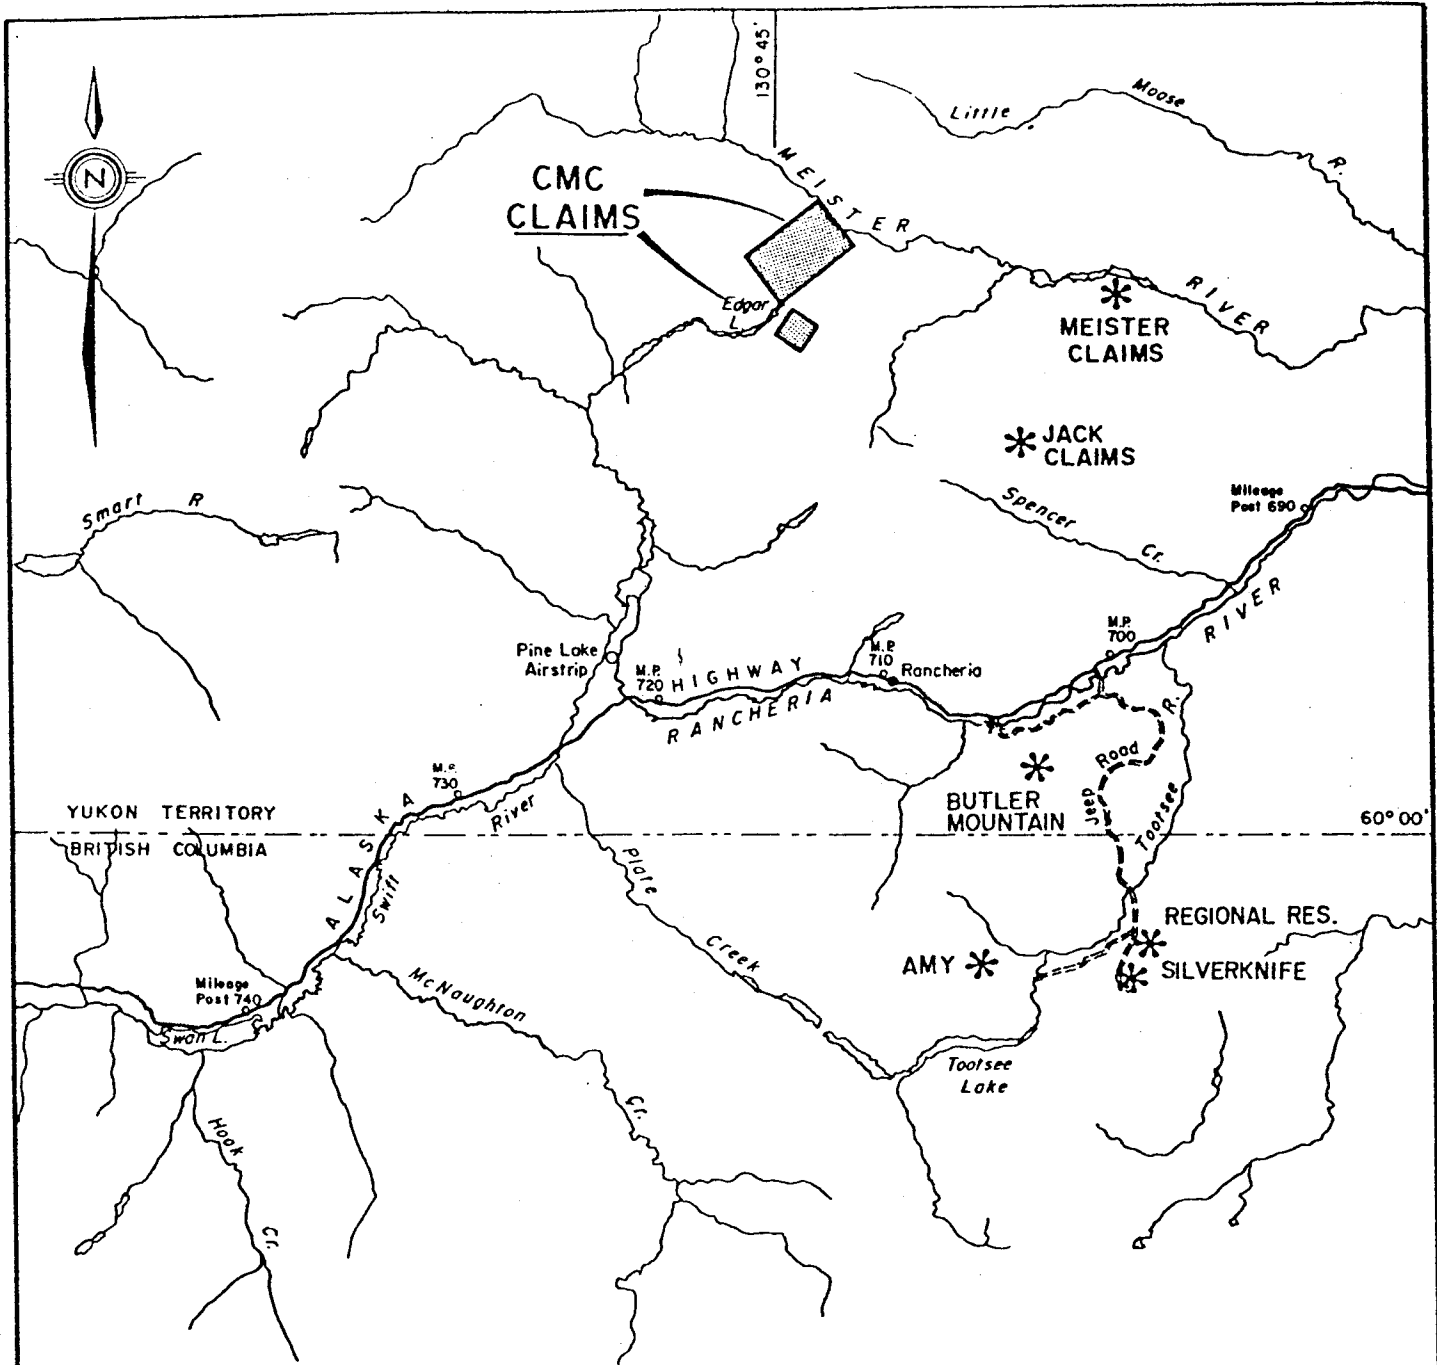 130° 45'
Little Moose R.
N
CMC
CLAIMS
MEISTER RIVER
Edgar
L.
MEISTER
CLAIMS
JACK
CLAIMS
Smart R
Spencer Cr.
Mileage
Post 690
Pine Lake
Airstrip
M.P.
720
HIGHWAY
RANCHERIA RIVER
M.P.
710
Rancheria
M.P.
700
M.P.
730
BUTLER
MOUNTAIN
Jeep Road
Tootsee R.
YUKON TERRITORY
BRITISH COLUMBIA
60° 00'
ALASKA
Swift River
Plate Creek
REGIONAL RES.
AMY
SILVERKNIFE
Mileage
Post 740
Swan L.
McNaughton Cr.
Tootsee
Lake
Hook Cr.